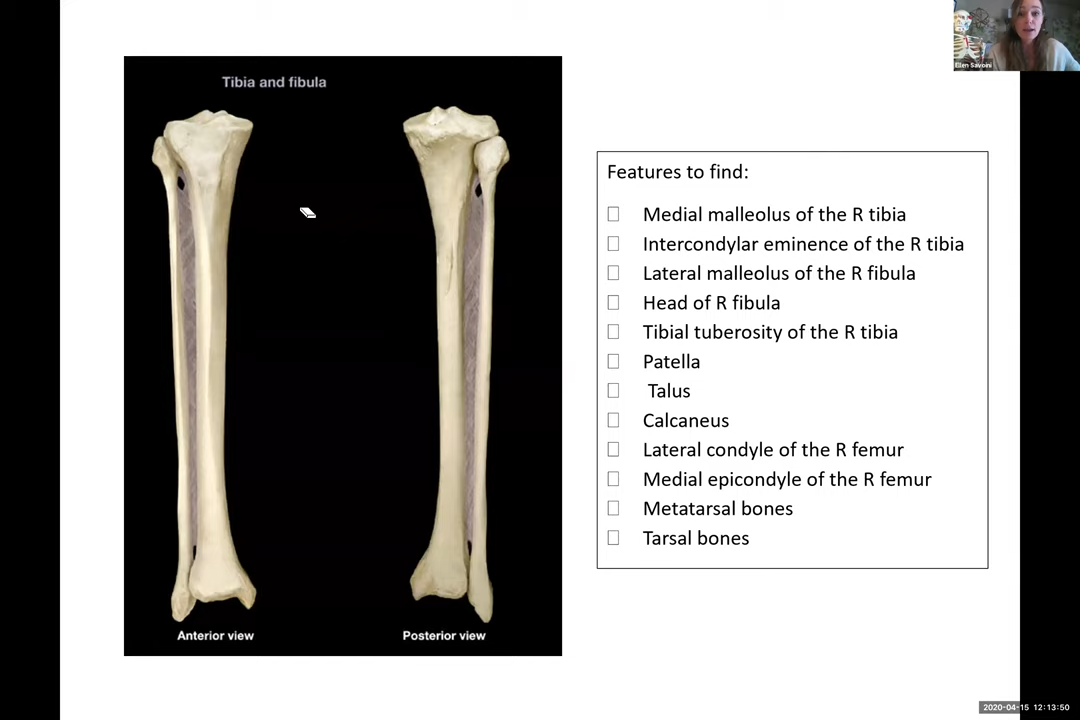 Ellen Savoini
Tibia and fibula
Features to find:
Medial malleolus of the R tibia
Intercondylar eminence of the R tibia
Lateral malleolus of the R fibula
Head of R fibula
Tibial tuberosity of the R tibia
Patella
Talus
Calcaneus
Lateral condyle of the R femur
Medial epicondyle of the R femur
Metatarsal bones
Tarsal bones
Anterior view
Posterior view
2020-04-15 12:13:50